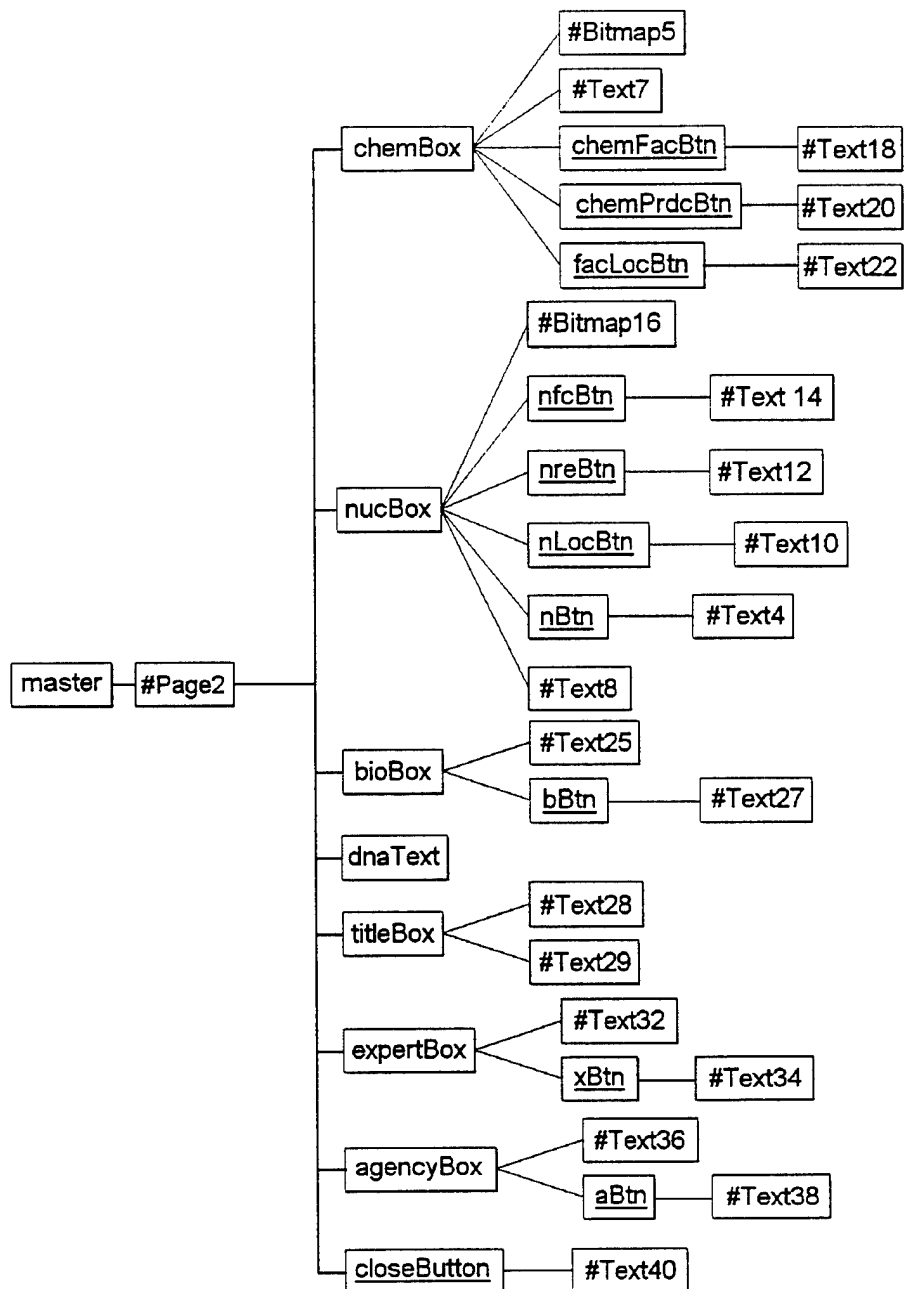 #Bitmap5
#Text7
chemBox
chemFacBtn #Text18
chemPrdcBtn #Text20
facLocBtn #Text22
#Bitmap16
nfcBtn #Text 14
nreBtn #Text12
nucBox
nLocBtn #Text10
nBtn #Text4
#Text8
master #Page2
#Text25
bioBox
bBtn #Text27
dnaText
#Text28
titleBox
#Text29
#Text32
expertBox
xBtn #Text34
#Text36
agencyBox
aBtn #Text38
closeButton #Text40